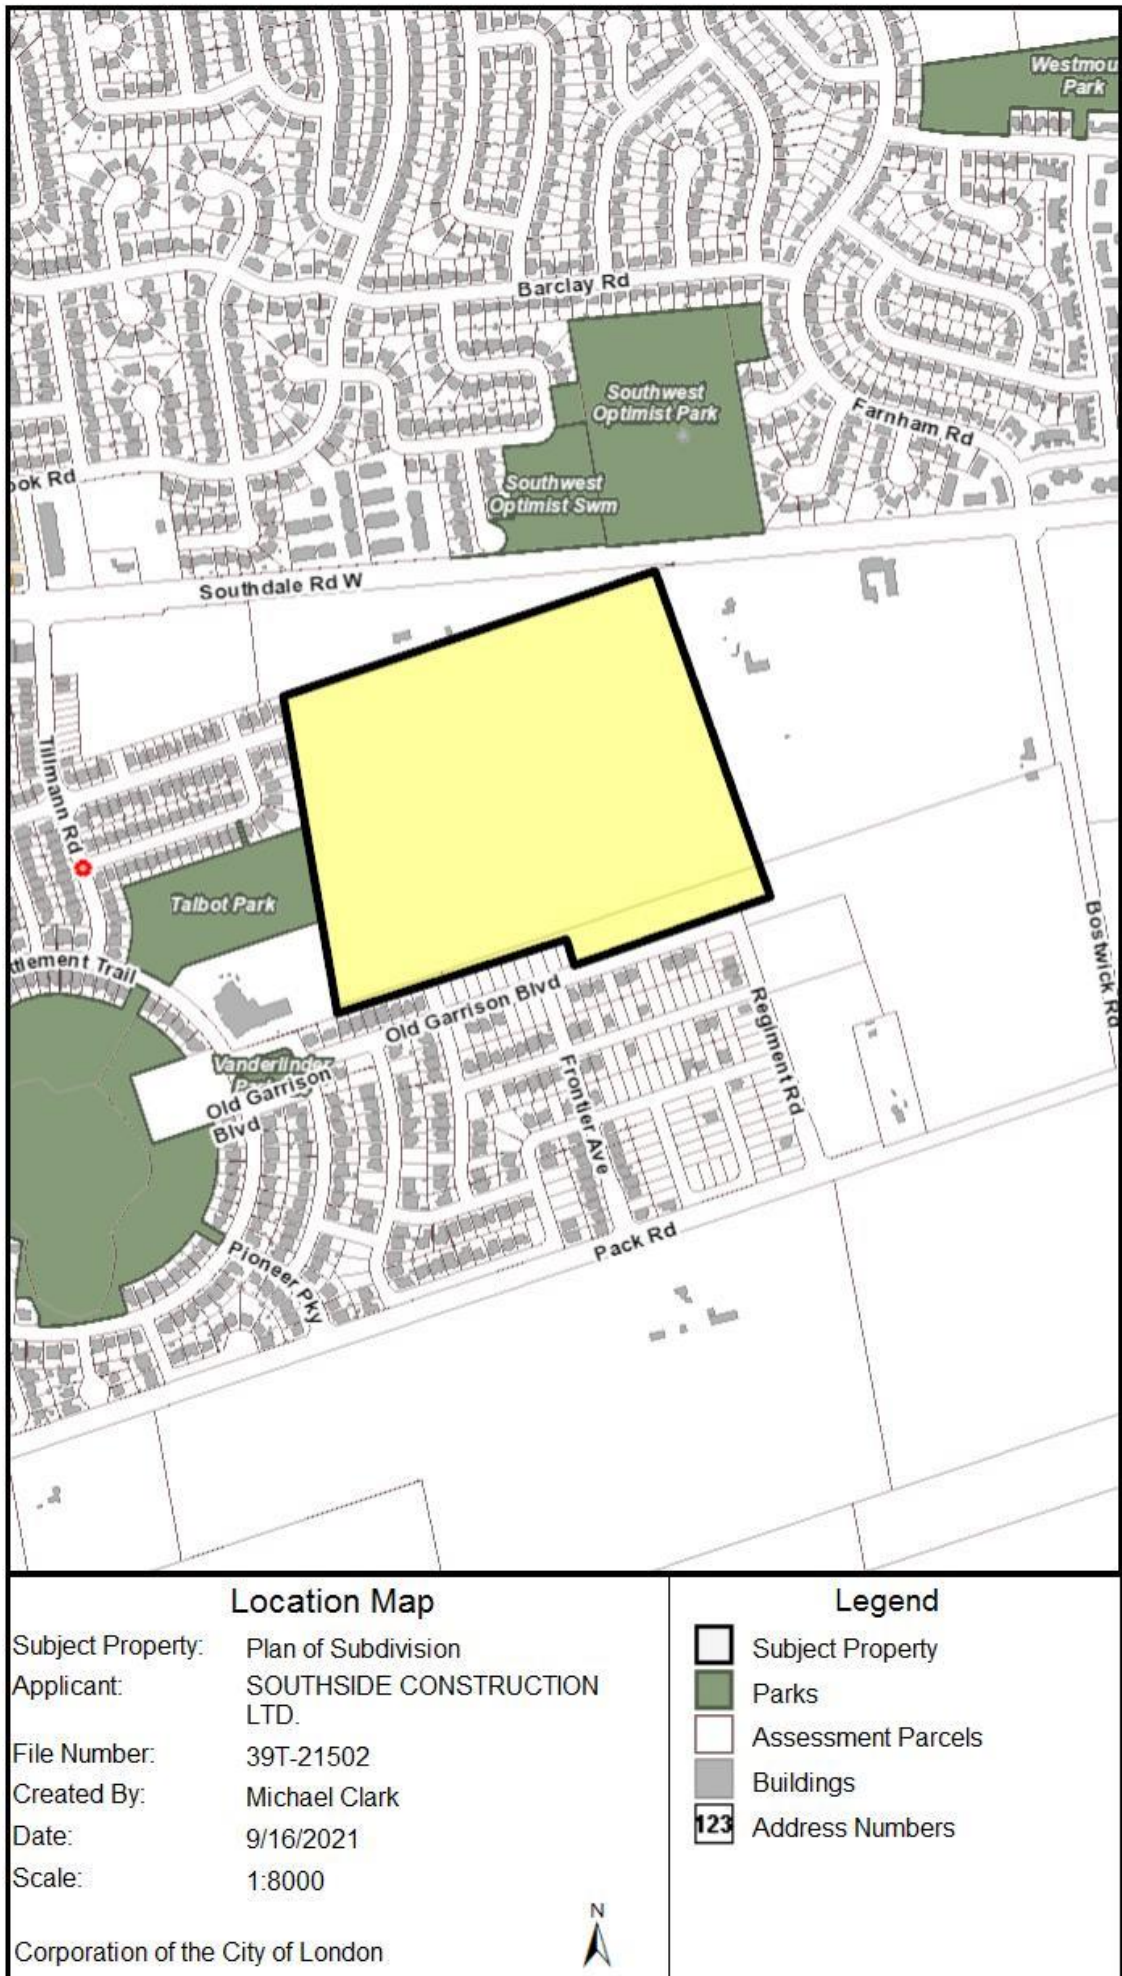 Westmou
Park
Barclay Rd
Southwest
Optimist Park
Farnham Rd
ook Rd
Southwest
Optimist Swm
Southdale Rd W
Tillmann Rd
Talbot Park
ttlement Trail
Bostwick Rd
Old Garrison Blvd
Regiment Rd
Vanderlinder
Old Garrison
Blvd
Frontier Ave
Pioneer Pky
Pack Rd
Location Map
Subject Property: Plan of Subdivision
Applicant: SOUTHSIDE CONSTRUCTION
LTD.
File Number: 39T-21502
Created By: Michael Clark
Date: 9/16/2021
Scale: 1:8000
N
Corporation of the City of London
Legend
Subject Property
Parks
Assessment Parcels
Buildings
123 Address Numbers